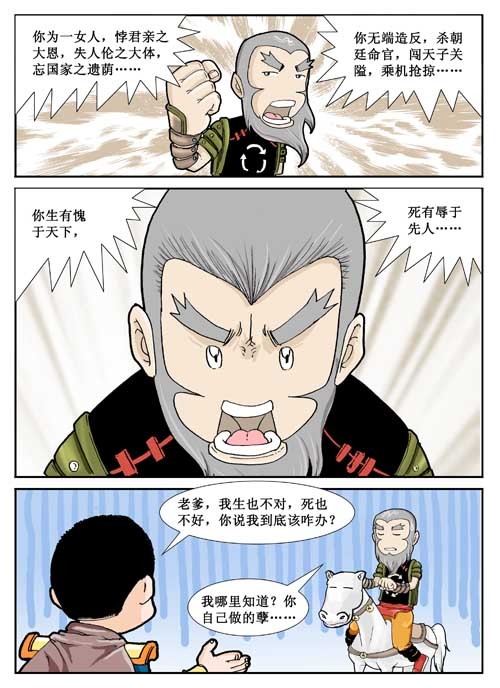 你为一女人，悖君亲之
大恩，失人伦之大体，
忘国家之遗荫……
你无端造反，杀朝
廷命官，闯天子关
隘，乘机抢掠……
你生有愧
于天下，
死有辱于
先人……
老爹，我生也不对，死也
不好，你说我到底该咋办？
我哪里知道？你
自己做的孽……